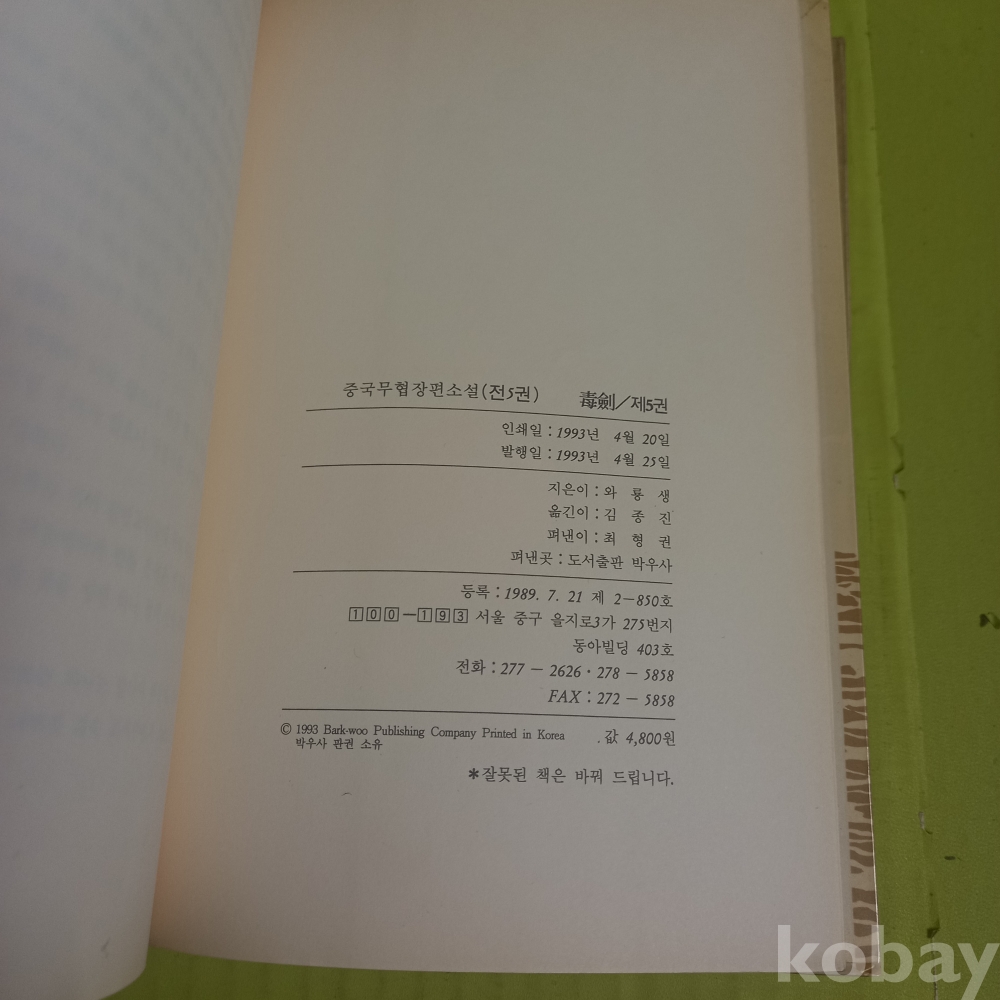 중국무협장편소설(전5권) 毒劍/제5권
인쇄일 : 1993년 4월 20일
발행일 : 1993년 4월 25일
지은이 : 와 룡 생
옮긴이 : 김 종 진
펴낸이 : 최 형 권
펴낸곳 : 도서출판 박우사
등록 : 1989. 7. 21 제 2-850호
100-193 서울 중구 을지로3가 275번지
동아빌딩 403호
전화 : 277 - 2626 · 278 - 5858
FAX : 272 - 5858
© 1993 Bark-woo Publishing Company Printed in Korea 값 4,800원
박우사 판권 소유
*잘못된 책은 바꿔 드립니다.
kobay